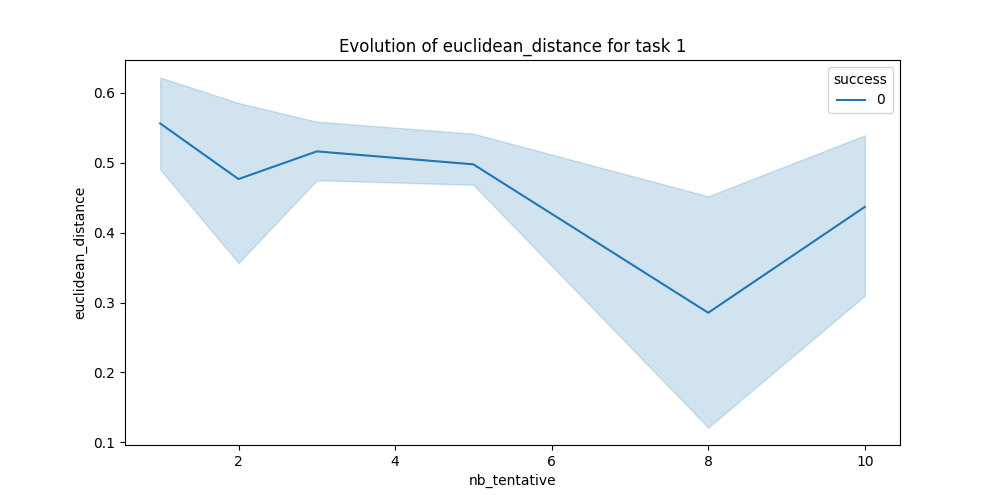 Evolution of euclidean_distance for task 1
success
0
euclidean_distance
0.6
0.5
0.4
0.3
0.2
0.1
2 4 6 8 10
nb_tentative